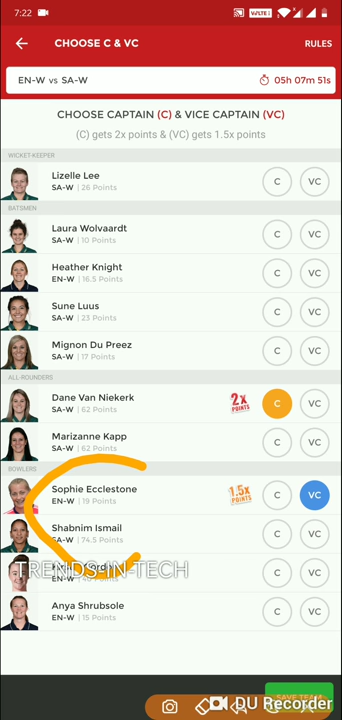 7:22
VoLTE
CHOOSE C & VC
RULES
EN-W vs SA-W
05h 07m 51s
CHOOSE CAPTAIN (C) & VICE CAPTAIN (VC)
(C) gets 2x points & (VC) gets 1.5x points
WICKET-KEEPER
Lizelle Lee
SA-W | 26 Points
C VC
BATSMEN
Laura Wolvaardt
SA-W | 10 Points
C VC
Heather Knight
EN-W | 16.5 Points
C VC
Sune Luus
SA-W | 23 Points
C VC
Mignon Du Preez
SA-W | 17 Points
C VC
ALL-ROUNDERS
Dane Van Niekerk
SA-W | 62 Points
2x
POINTS
C VC
Marizanne Kapp
SA-W | 62 Points
C VC
BOWLERS
Sophie Ecclestone
EN-W | 19 Points
1.5x
POINTS
C VC
Shabnim Ismail
SA-W | 74.5 Points
C VC
TRENDS-IN-TECH
EN-W
Points
C VC
Anya Shrubsole
EN-W | 15 Points
C VC
SAVE TEAM
DU Recorder